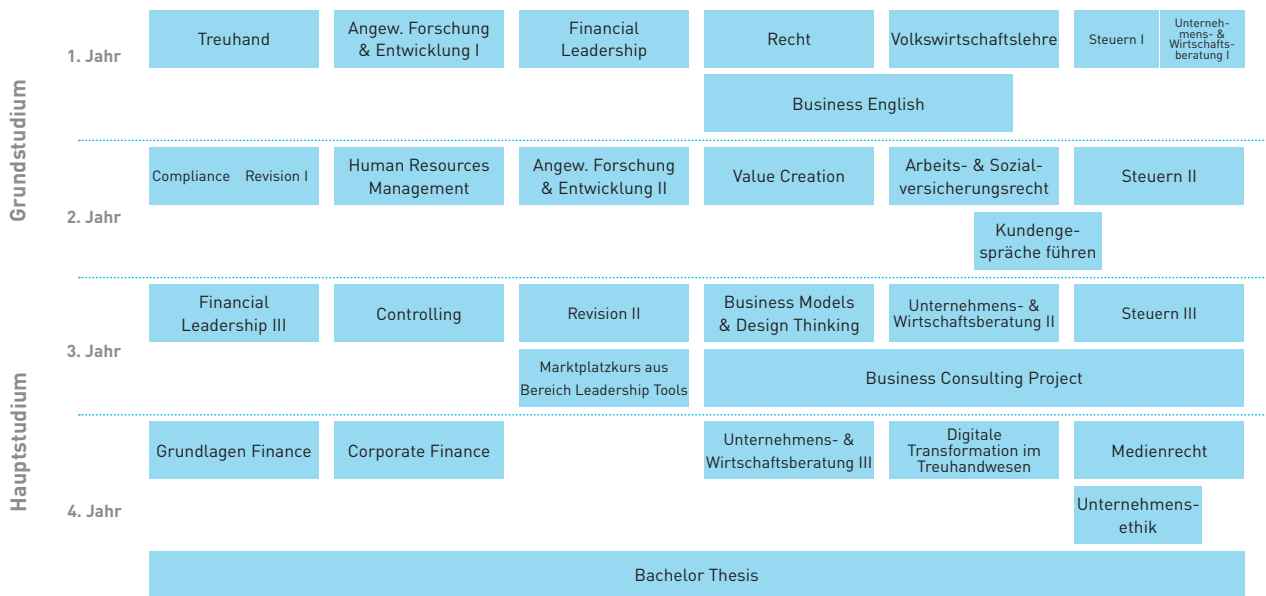 Grundstudium
1. Jahr
Treuhand
Angew. Forschung
& Entwicklung I
Financial
Leadership
Recht
Volkswirtschaftslehre
Steuern I
Unterneh-
mens- &
Wirtschafts-
beratung I
Business English
2. Jahr
Compliance
Revision I
Human Resources
Management
Angew. Forschung
& Entwicklung II
Value Creation
Arbeits- & Sozial-
versicherungsrecht
Steuern II
Kundenge-
spräche führen
Hauptstudium
3. Jahr
Financial
Leadership III
Controlling
Revision II
Business Models
& Design Thinking
Unternehmens- &
Wirtschaftsberatung II
Steuern III
Marktplatzkurs aus
Bereich Leadership Tools
Business Consulting Project
4. Jahr
Grundlagen Finance
Corporate Finance
Unternehmens- &
Wirtschaftsberatung III
Digitale
Transformation im
Treuhandwesen
Medienrecht
Unternehmens-
ethik
Bachelor Thesis